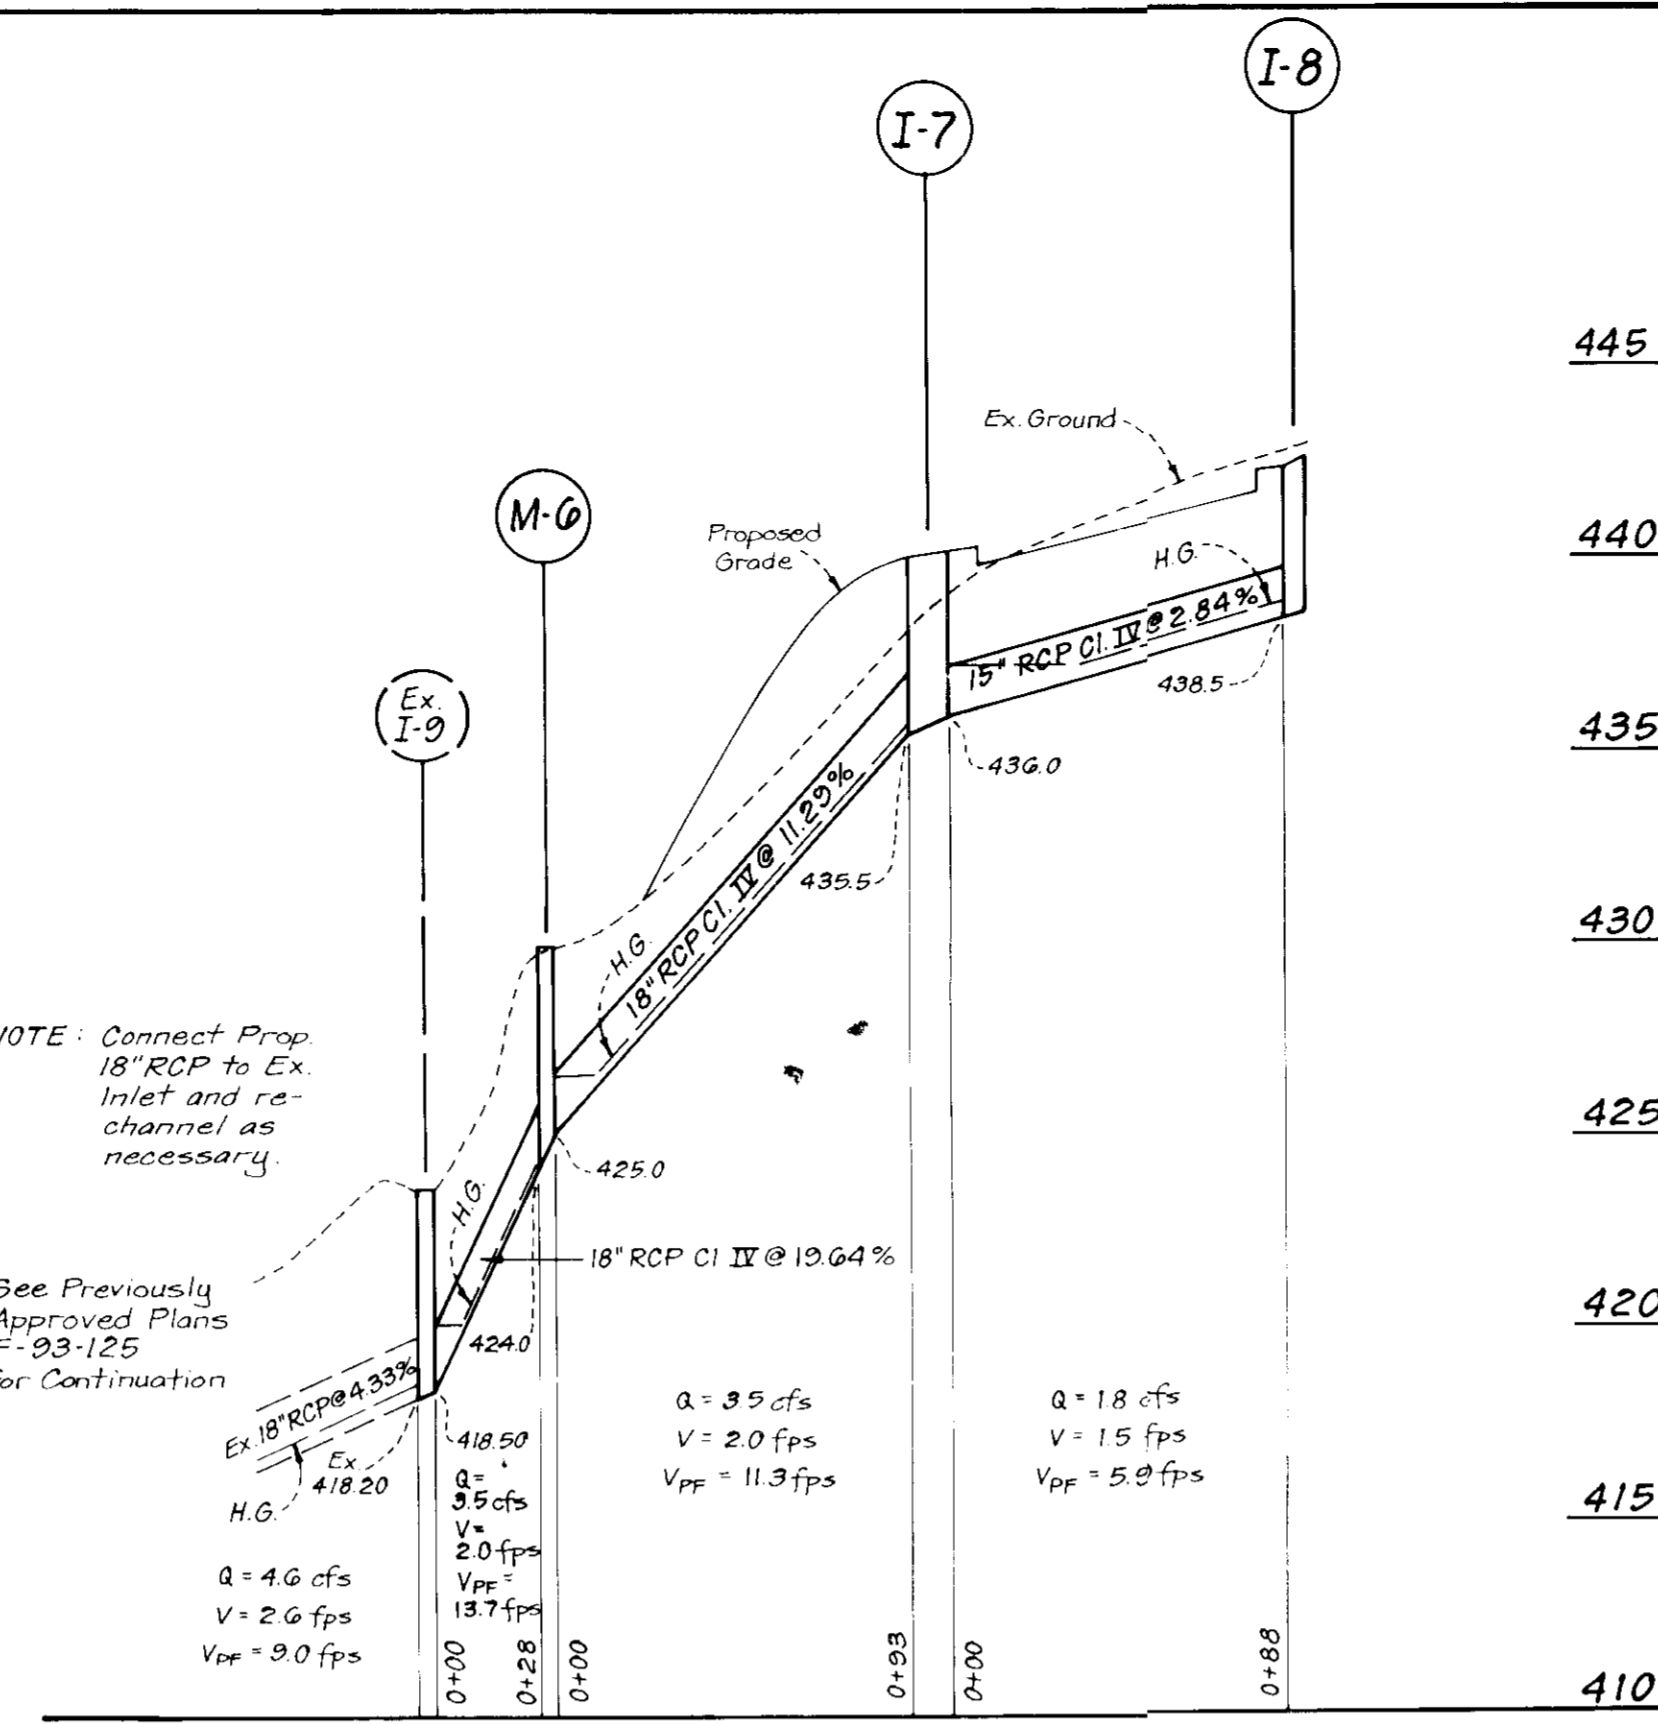 I-8
I-7
445
Ex. Ground
M-6
Proposed
Grade
440
H.G.
15" RCP Cl. IV @ 2.84%
438.5
Ex.
I-9
435
436.0
18" RCP Cl. IV @ 11.29%
435.5
430
H.G.
NOTE: Connect Prop.
18" RCP to Ex.
Inlet and re-
channel as
necessary.
425
425.0
H.G.
18" RCP Cl IV @ 19.64%
See Previously
Approved Plans
F-93-125
for Continuation
420
424.0
Ex. 18" RCP @ 4.33%
418.50
Ex.
418.20
H.G.
Q = 3.5 cfs
V = 2.0 fps
VPF = 11.3 fps
Q = 1.8 cfs
V = 1.5 fps
VPF = 5.9 fps
415
Q =
3.5 cfs
V =
2.0 fps
VPF =
13.7 fps
Q = 4.6 cfs
V = 2.6 fps
VPF = 9.0 fps
0+00
0+28
0+00
0+93
0+00
0+88
410